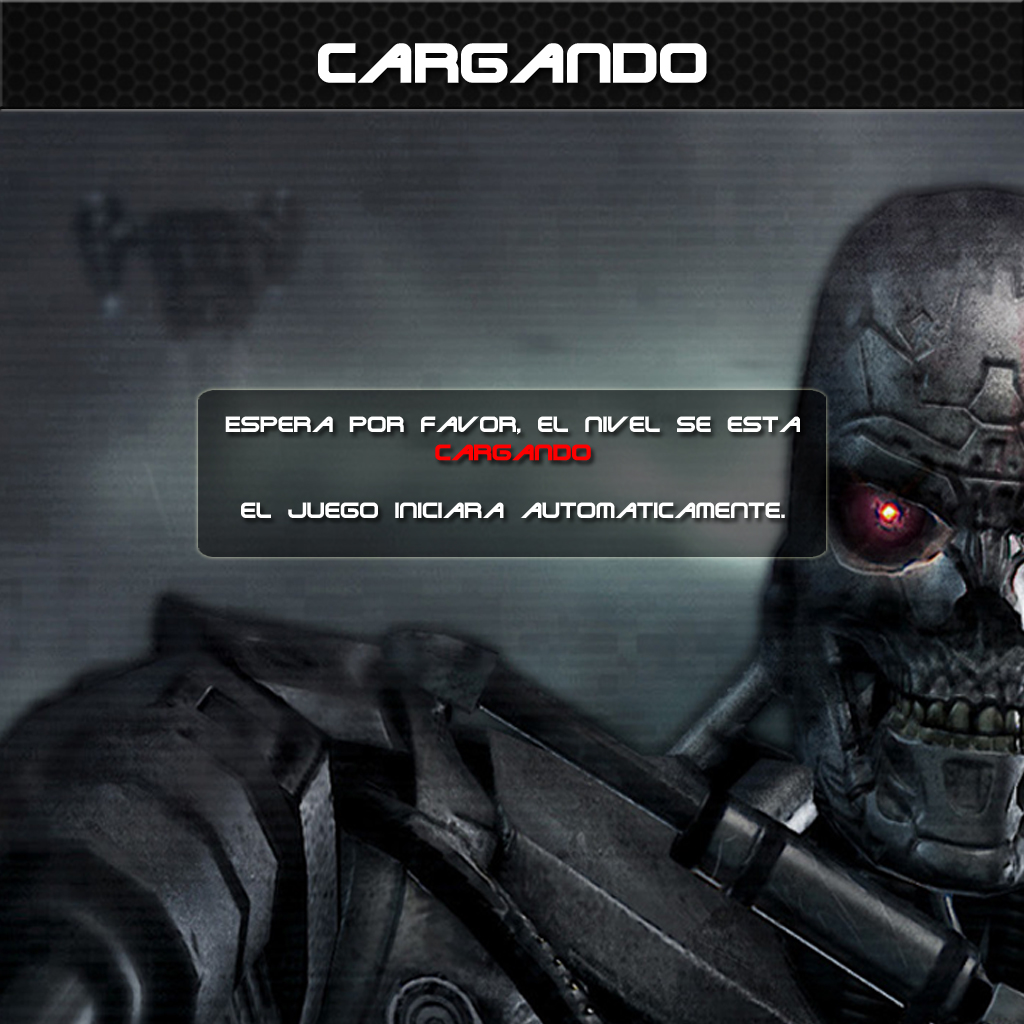 CARGANDO
ESPERA POR FAVOR, EL NIVEL SE ESTA
CARGANDO
EL JUEGO INICIARA AUTOMATICAMENTE.